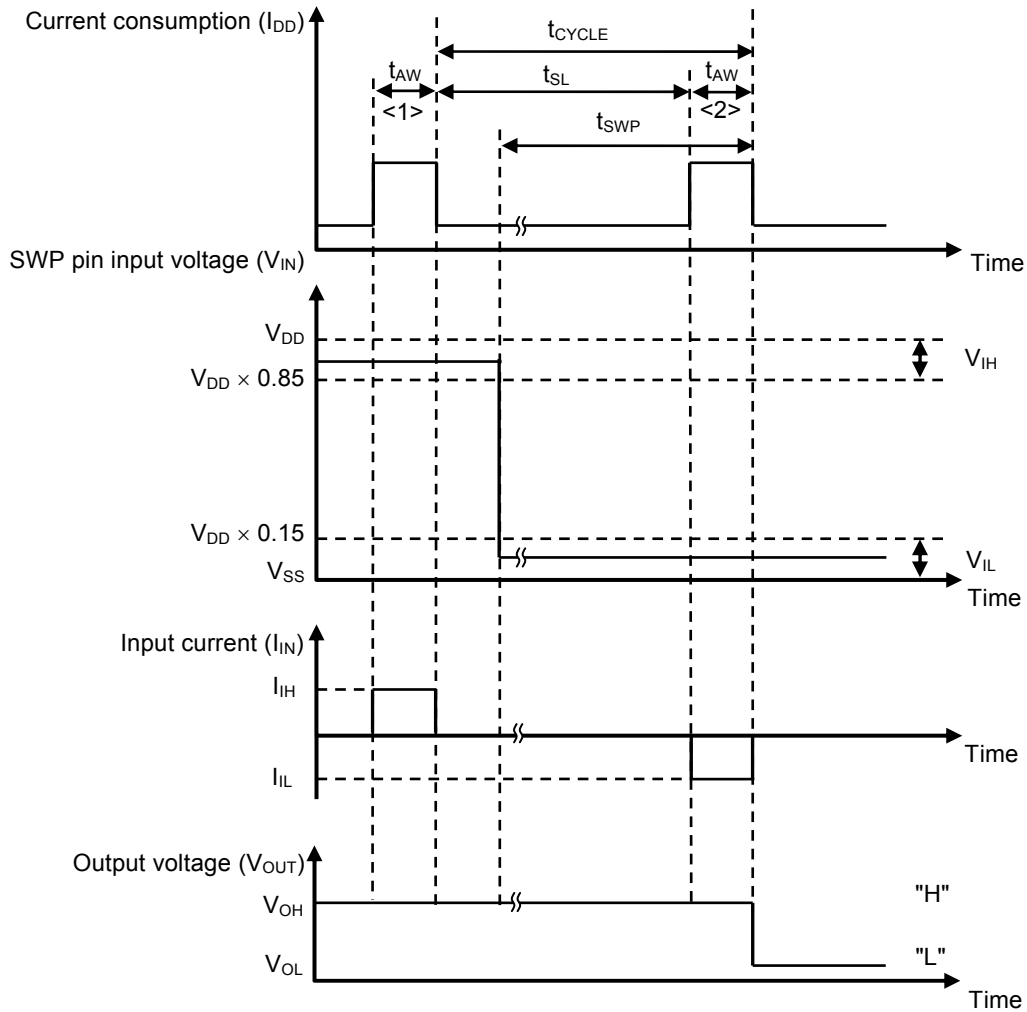 Current consumption (IDD)
tCYCLE
tAW
tSL
tAW
<1>
<2>
tSWP
Time
SWP pin input voltage (VIN)
VDD
VIH
VDD × 0.85
VDD × 0.15
VIL
VSS
Time
Input current (IIN)
IIH
Time
IIL
Output voltage (VOUT)
VOH
"H"
VOL
"L"
Time